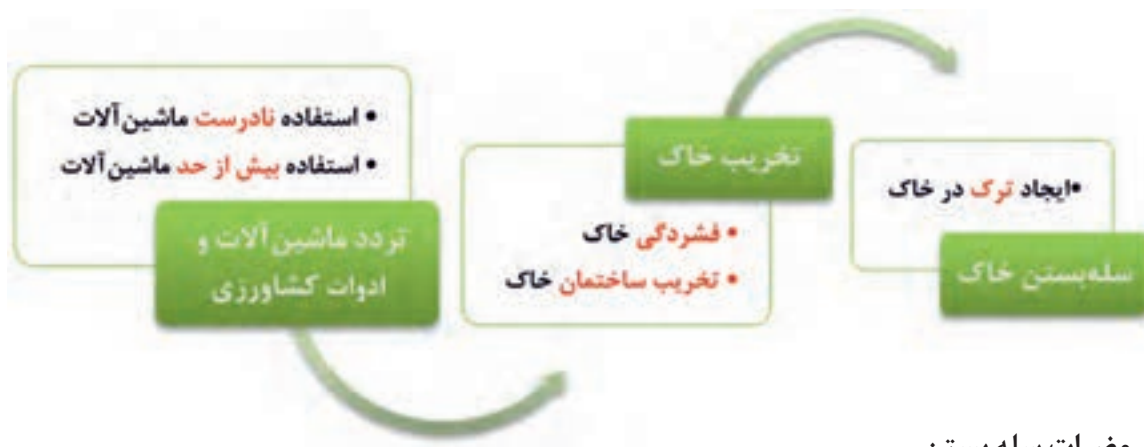 • استفاده نادرست ماشین‌آلات
• استفاده بیش از حد ماشین‌آلات
تردد ماشین‌آلات و
ادوات کشاورزی
تخریب خاک
• فشردگی خاک
• تخریب ساختمان خاک
•ایجاد ترک در خاک
سله‌بستن خاک